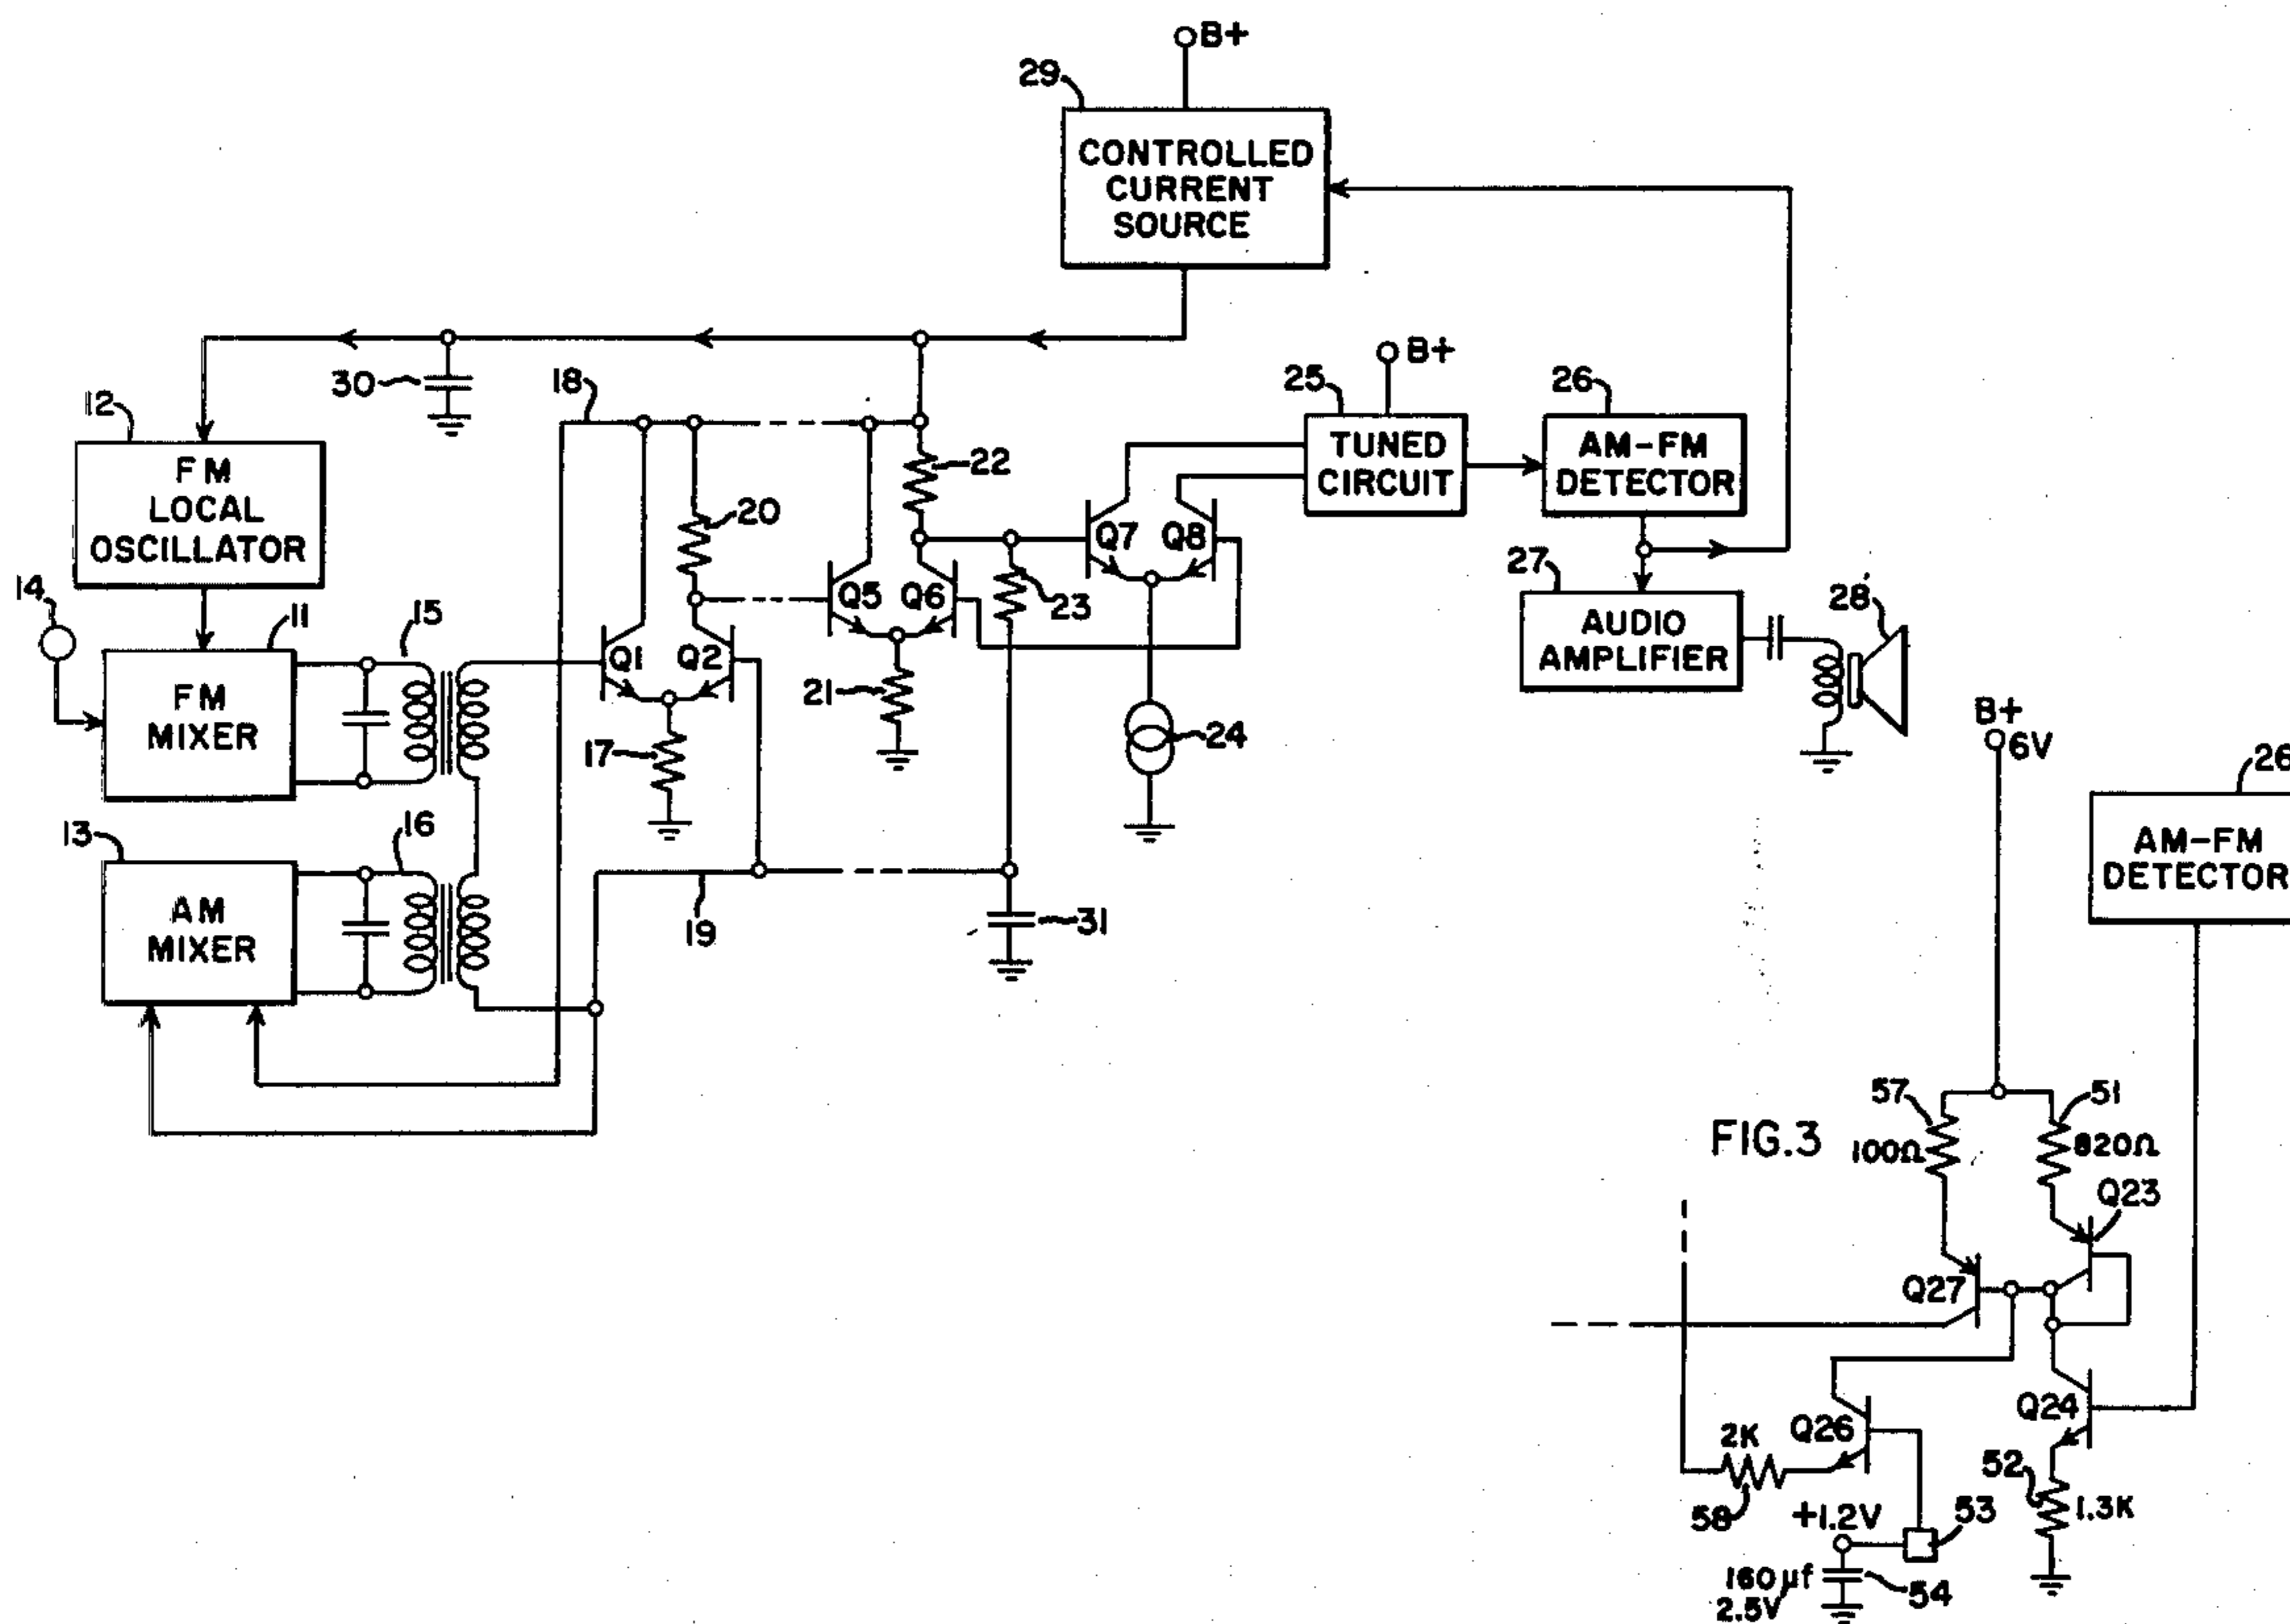 B+
29
CONTROLLED
CURRENT
SOURCE
B+
30
18
25
26
12
22
TUNED
CIRCUIT
AM-FM
DETECTOR
FM
LOCAL
OSCILLATOR
20
Q7
Q8
14
11
15
Q5
Q6
23
27
28
AUDIO
AMPLIFIER
Q1
Q2
FM
MIXER
21
17
24
B+
6V
26
13
16
AM-FM
DETECTOR
AM
MIXER
19
31
57
51
FIG.3
100Ω
820Ω
Q23
Q27
Q24
2K
Q26
52
58
+1.2V
53
1.3K
160µf
2.5V
54